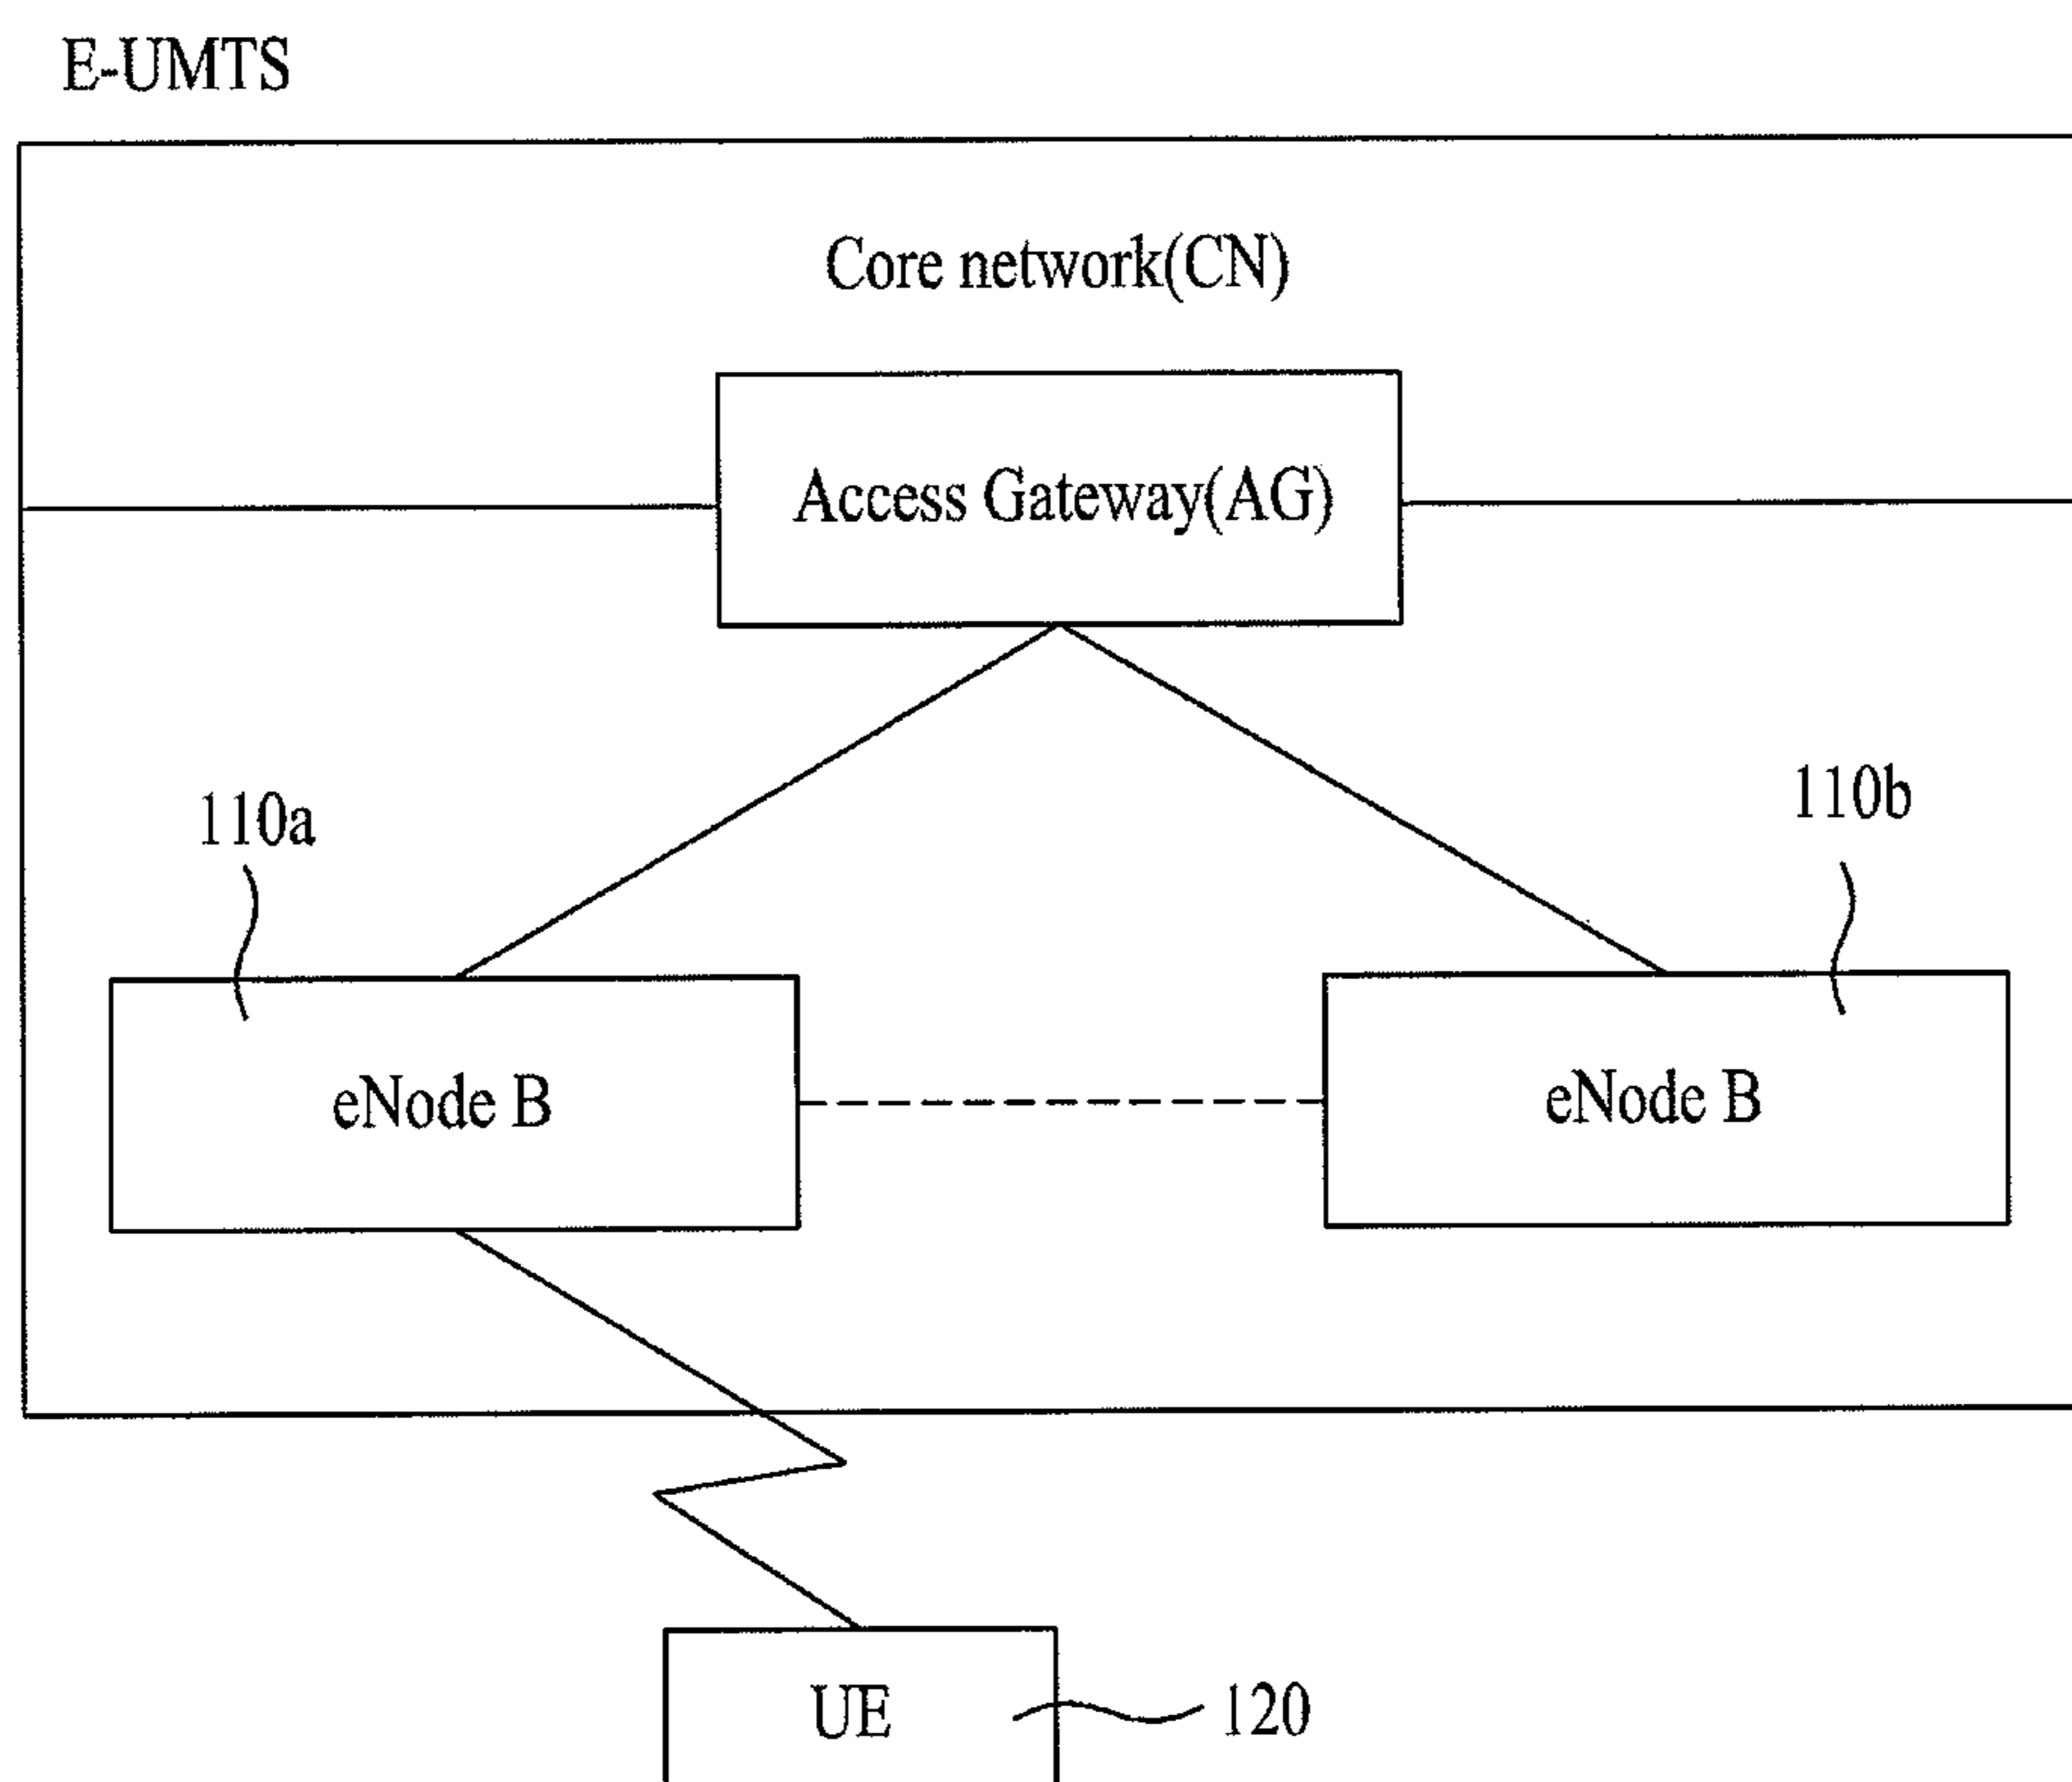 E-UMTS
Core network(CN)
Access Gateway(AG)
110a
110b
eNode B
eNode B
UE
120